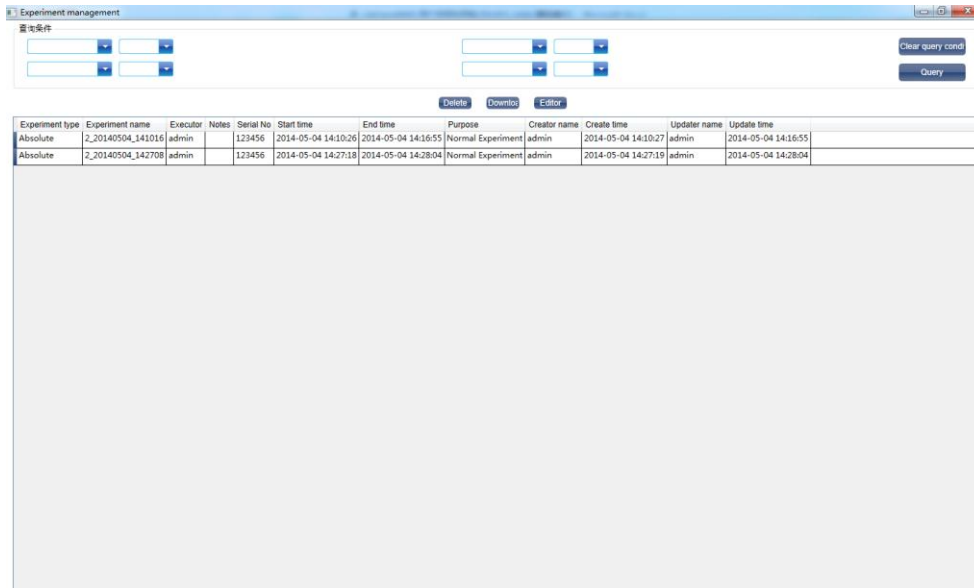 Experiment management
查询条件
Clear query condi
Query
Delete Downloa Editor
Experiment type Experiment name Executor Notes Serial No Start time End time Purpose Creator name Create time Updater name Update time
Absolute 2_20140504_141016 admin 123456 2014-05-04 14:10:26 2014-05-04 14:16:55 Normal Experiment admin 2014-05-04 14:10:27 admin 2014-05-04 14:16:55
Absolute 2_20140504_142708 admin 123456 2014-05-04 14:27:18 2014-05-04 14:28:04 Normal Experiment admin 2014-05-04 14:27:19 admin 2014-05-04 14:28:04